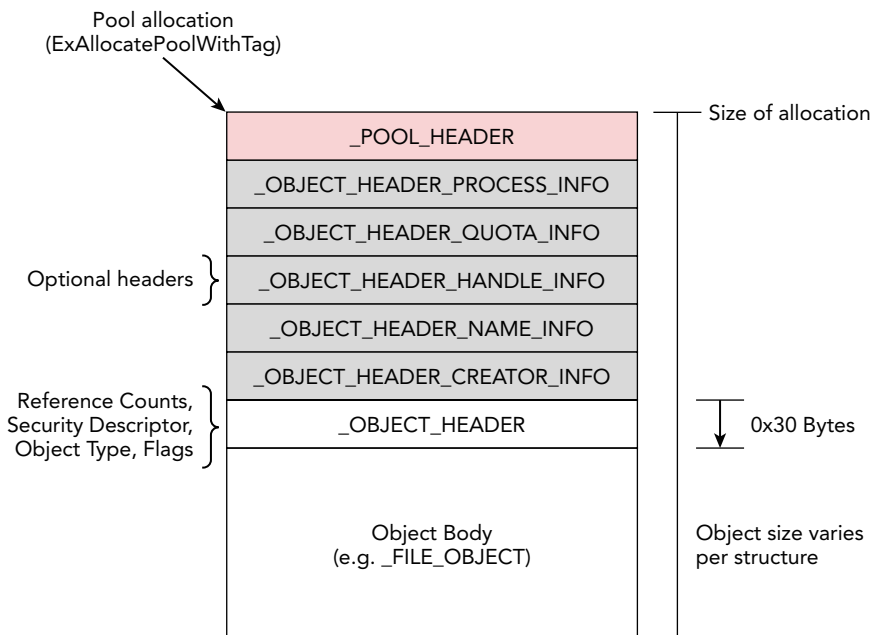 Pool allocation
(ExAllocatePoolWithTag)
Size of allocation
_POOL_HEADER
_OBJECT_HEADER_PROCESS_INFO
_OBJECT_HEADER_QUOTA_INFO
Optional headers
_OBJECT_HEADER_HANDLE_INFO
_OBJECT_HEADER_NAME_INFO
_OBJECT_HEADER_CREATOR_INFO
Reference Counts,
Security Descriptor,
Object Type, Flags
_OBJECT_HEADER
0x30 Bytes
Object Body
(e.g. _FILE_OBJECT)
Object size varies
per structure